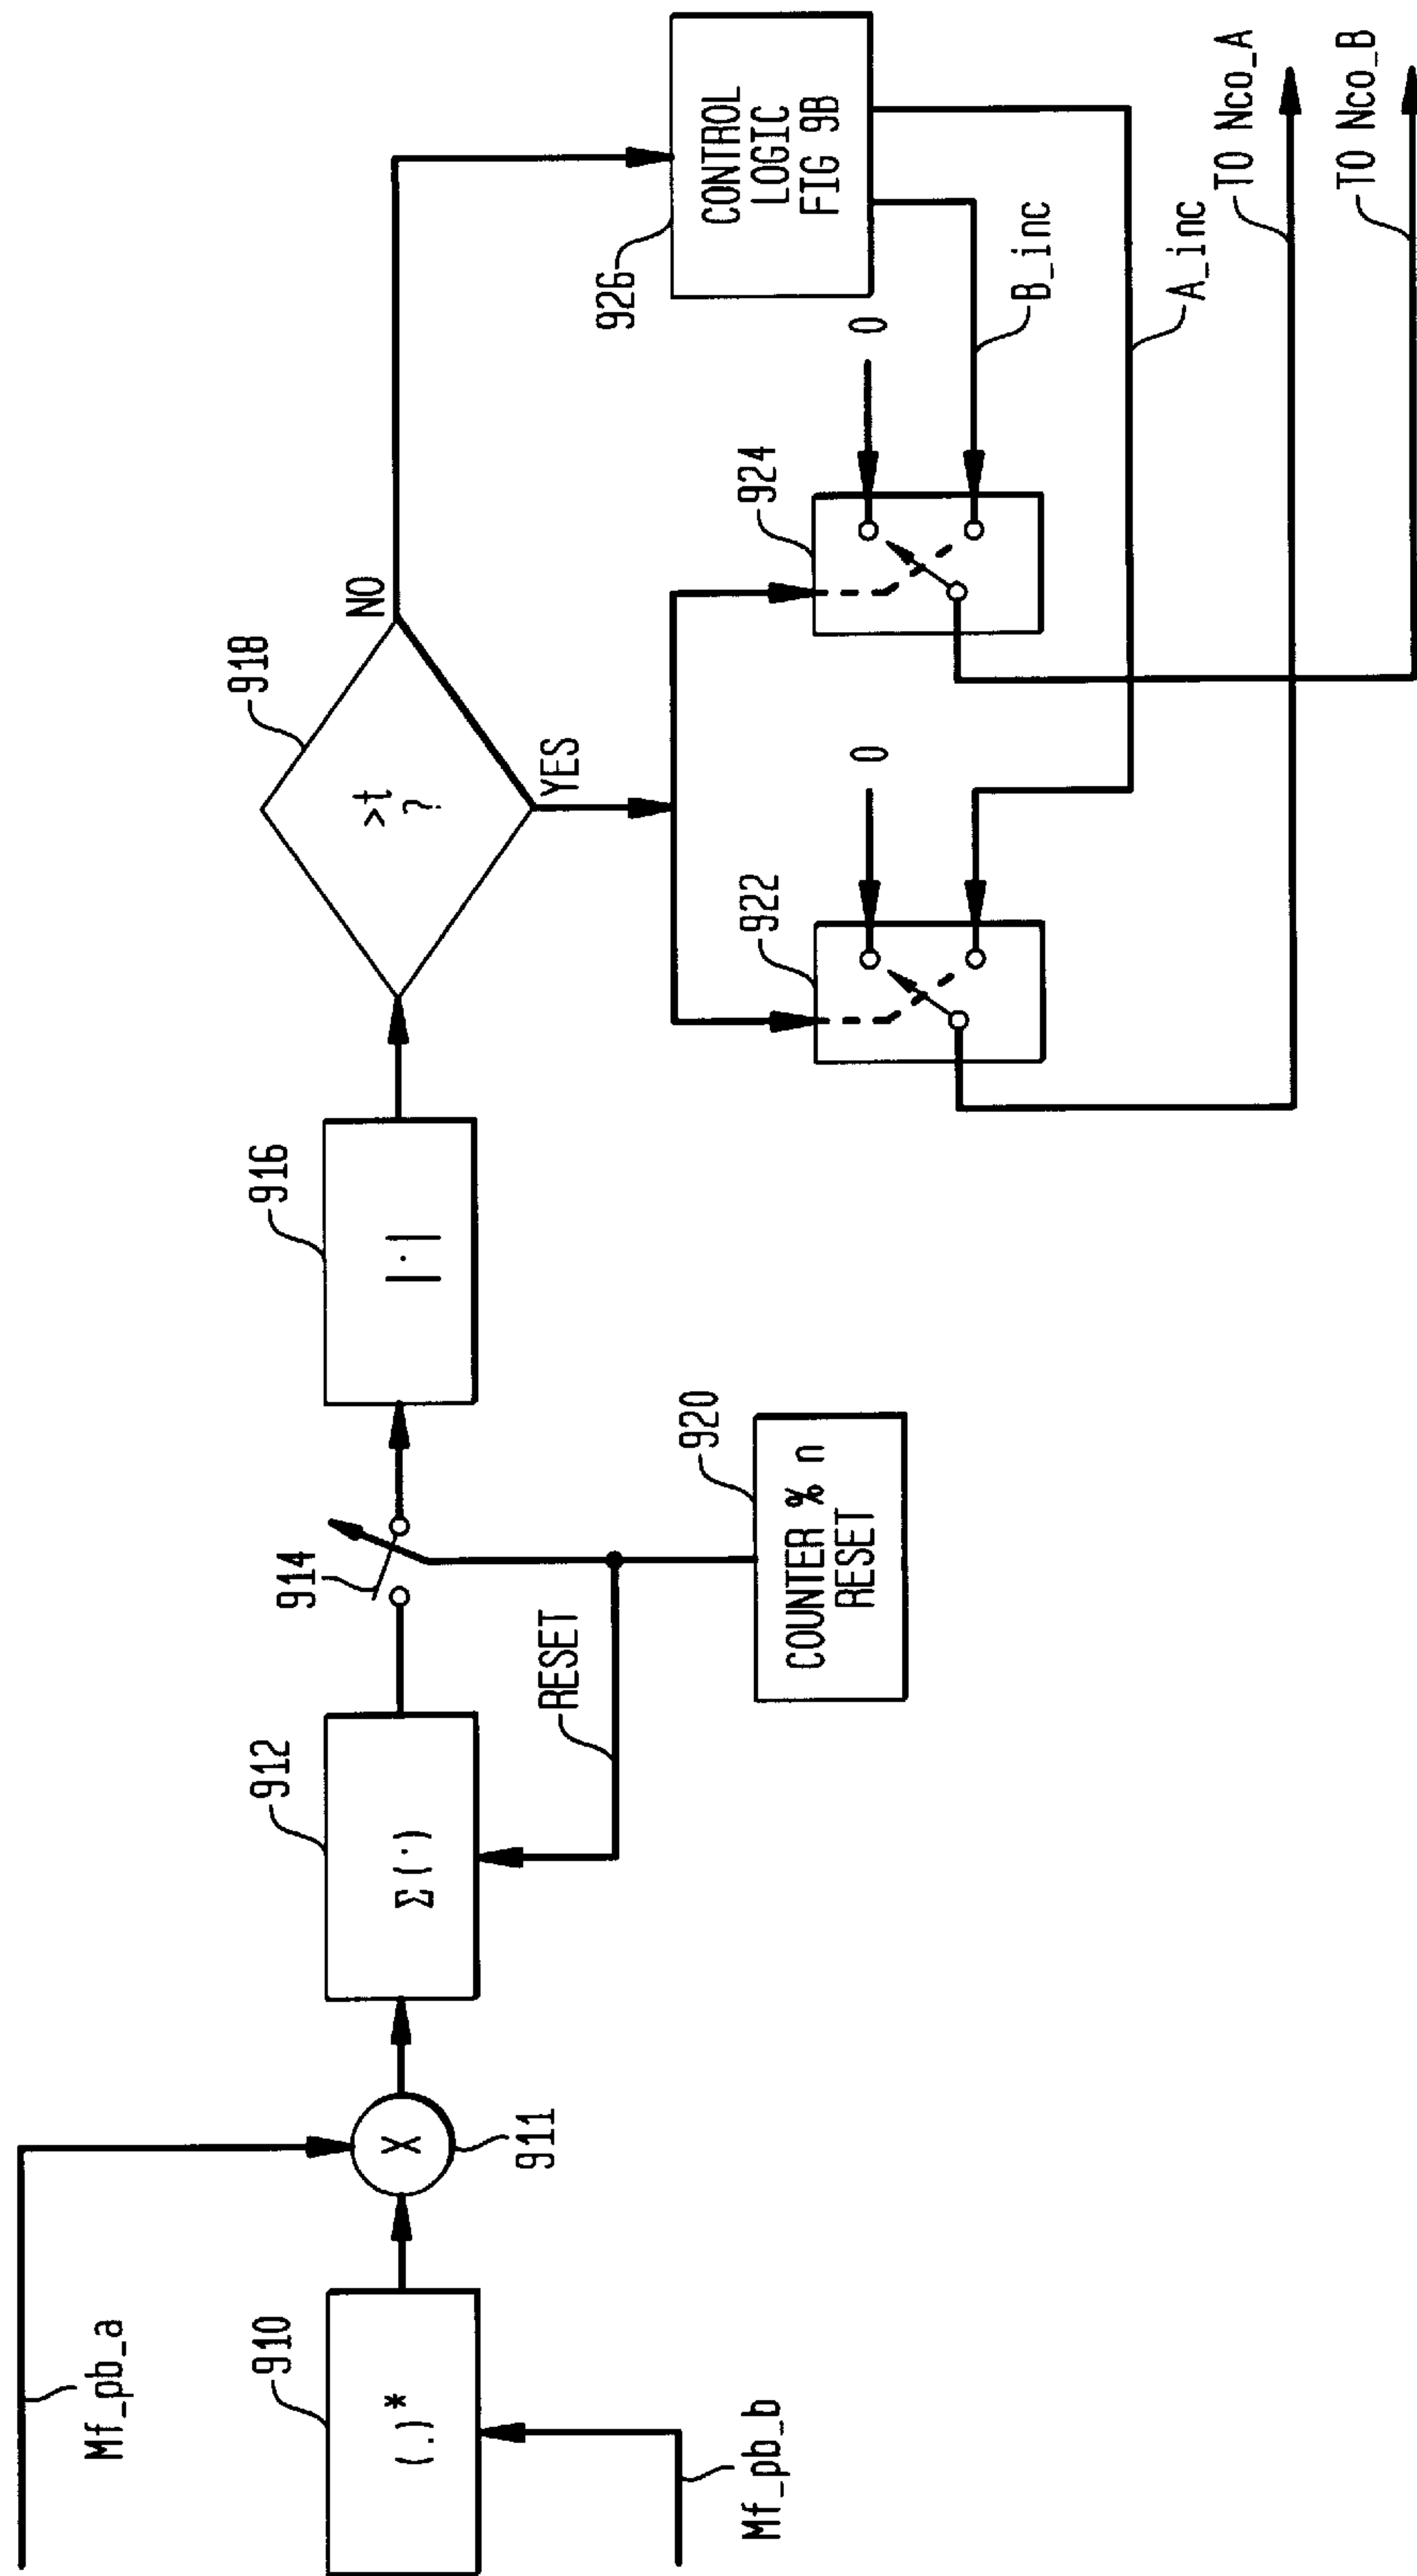 Mf_pb_a
910
(.)*
Mf_pb_b
X
911
912
Σ(·)
RESET
914
920
COUNTER % n
RESET
916
|·|
918
>t
?
NO
YES
922
0
924
0
926
CONTROL
LOGIC
FIG 9B
B_inc
A_inc
TO Nco_A
TO Nco_B